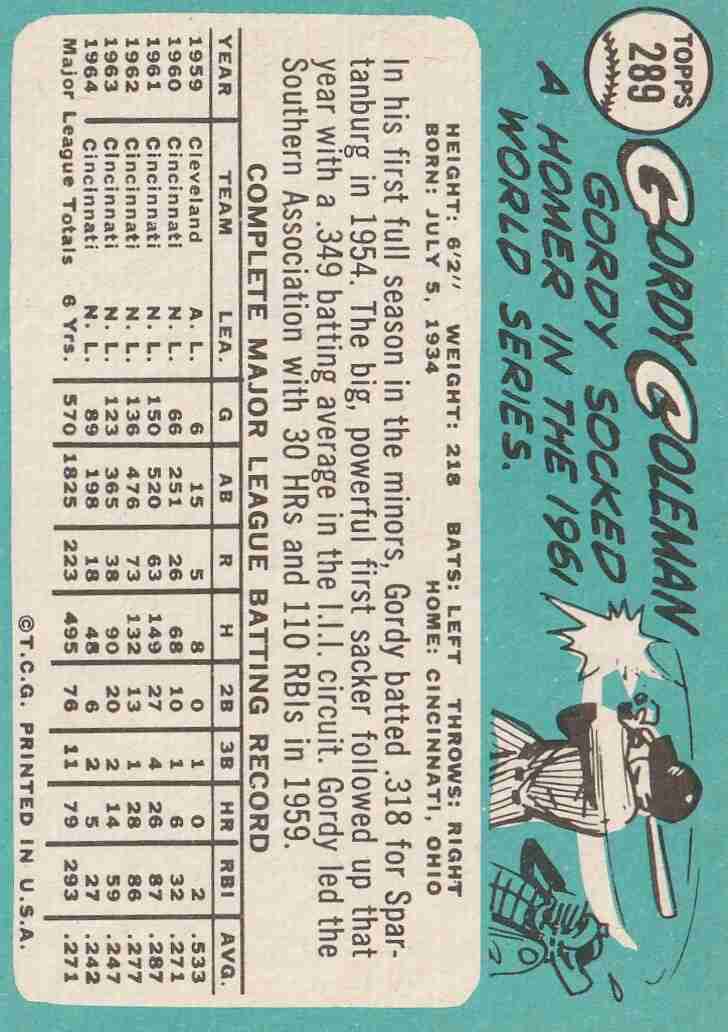 TOPPS
289
GORDY COLEMAN
GORDY SOCKED
A HOMER IN THE 1961
WORLD SERIES.
HEIGHT: 6'2" WEIGHT: 218 BATS: LEFT THROWS: RIGHT
BORN: JULY 5, 1934 HOME: CINCINNATI, OHIO
In his first full season in the minors, Gordy batted .318 for Spar-
tanburg in 1954. The big, powerful first sacker followed up that
year with a .349 batting average in the I.I.I. circuit. Gordy led the
Southern Association with 30 HRs and 110 RBIs in 1959.
COMPLETE MAJOR LEAGUE BATTING RECORD
YEAR TEAM LEA. G AB R H 2B 3B HR RBI AVG.
1959 Cleveland A. L. 6 15 5 8 0 1 0 2 .533
1960 Cincinnati N. L. 66 251 26 68 10 1 6 32 .271
1961 Cincinnati N. L. 150 520 63 149 27 4 26 87 .287
1962 Cincinnati N. L. 136 476 73 132 13 1 28 86 .277
1963 Cincinnati N. L. 123 365 38 90 20 2 14 59 .247
1964 Cincinnati N. L. 89 198 18 48 6 2 5 27 .242
Major League Totals 6 Yrs. 570 1825 223 495 76 11 79 293 .271
©T.C.G. PRINTED IN U.S.A.